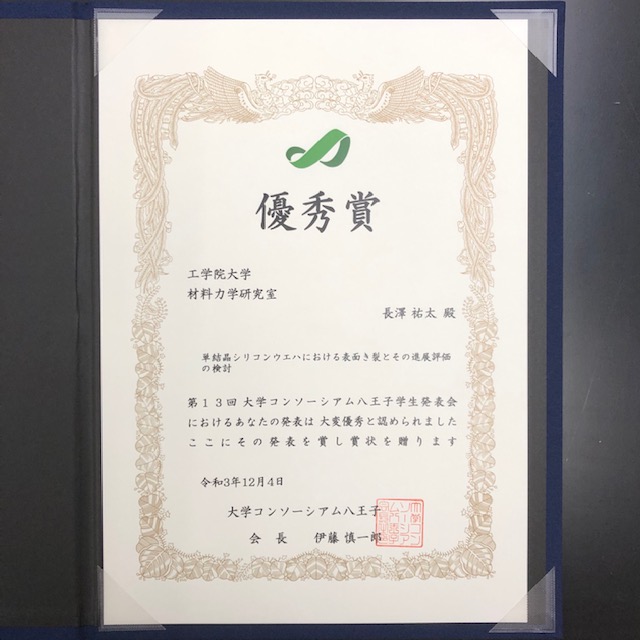 優秀賞
工学院大学
材料力学研究室
長澤 祐太 殿
単結晶シリコンウエハにおける表面き裂とその進展評価
の検討
第13回 大学コンソーシアム八王子学生発表会
におけるあなたの発表は 大変優秀と認められました
ここにその発表を賞し賞状を贈ります
令和3年12月4日
大学コンソーシアム八王子
会 長 伊藤 慎一郎